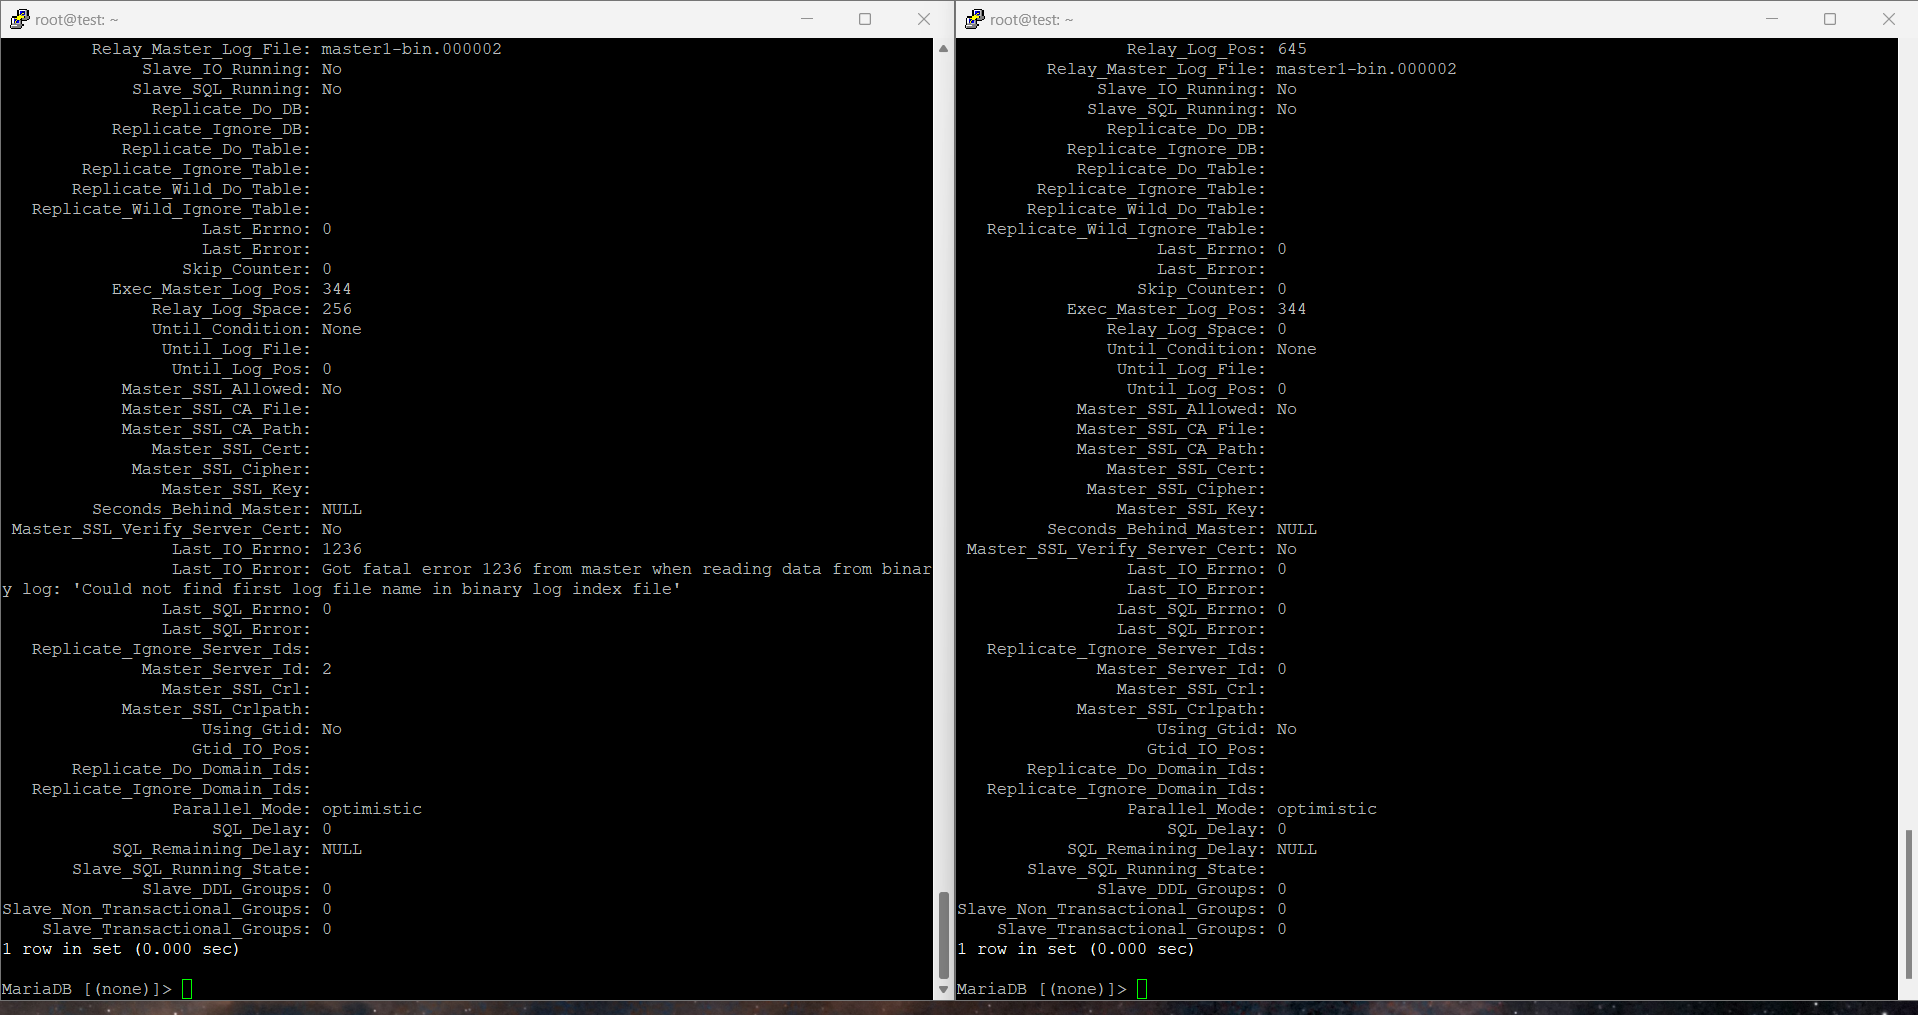 root@test: ~
Relay_Master_Log_File: master1-bin.000002
Slave_IO_Running: No
Slave_SQL_Running: No
Replicate_Do_DB:
Replicate_Ignore_DB:
Replicate_Do_Table:
Replicate_Ignore_Table:
Replicate_Wild_Do_Table:
Replicate_Wild_Ignore_Table:
Last_Errno: 0
Last_Error:
Skip_Counter: 0
Exec_Master_Log_Pos: 344
Relay_Log_Space: 256
Until_Condition: None
Until_Log_File:
Until_Log_Pos: 0
Master_SSL_Allowed: No
Master_SSL_CA_File:
Master_SSL_CA_Path:
Master_SSL_Cert:
Master_SSL_Cipher:
Master_SSL_Key:
Seconds_Behind_Master: NULL
Master_SSL_Verify_Server_Cert: No
Last_IO_Errno: 1236
Last_IO_Error: Got fatal error 1236 from master when reading data from binar
y log: 'Could not find first log file name in binary log index file'
Last_SQL_Errno: 0
Last_SQL_Error:
Replicate_Ignore_Server_Ids:
Master_Server_Id: 2
Master_SSL_Crl:
Master_SSL_Crlpath:
Using_Gtid: No
Gtid_IO_Pos:
Replicate_Do_Domain_Ids:
Replicate_Ignore_Domain_Ids:
Parallel_Mode: optimistic
SQL_Delay: 0
SQL_Remaining_Delay: NULL
Slave_SQL_Running_State:
Slave_DDL_Groups: 0
Slave_Non_Transactional_Groups: 0
Slave_Transactional_Groups: 0
1 row in set (0.000 sec)
MariaDB [(none)]>
root@test: ~
Relay_Log_Pos: 645
Relay_Master_Log_File: master1-bin.000002
Slave_IO_Running: No
Slave_SQL_Running: No
Replicate_Do_DB:
Replicate_Ignore_DB:
Replicate_Do_Table:
Replicate_Ignore_Table:
Replicate_Wild_Do_Table:
Replicate_Wild_Ignore_Table:
Last_Errno: 0
Last_Error:
Skip_Counter: 0
Exec_Master_Log_Pos: 344
Relay_Log_Space: 0
Until_Condition: None
Until_Log_File:
Until_Log_Pos: 0
Master_SSL_Allowed: No
Master_SSL_CA_File:
Master_SSL_CA_Path:
Master_SSL_Cert:
Master_SSL_Cipher:
Master_SSL_Key:
Seconds_Behind_Master: NULL
Master_SSL_Verify_Server_Cert: No
Last_IO_Errno: 0
Last_IO_Error:
Last_SQL_Errno: 0
Last_SQL_Error:
Replicate_Ignore_Server_Ids:
Master_Server_Id: 0
Master_SSL_Crl:
Master_SSL_Crlpath:
Using_Gtid: No
Gtid_IO_Pos:
Replicate_Do_Domain_Ids:
Replicate_Ignore_Domain_Ids:
Parallel_Mode: optimistic
SQL_Delay: 0
SQL_Remaining_Delay: NULL
Slave_SQL_Running_State:
Slave_DDL_Groups: 0
Slave_Non_Transactional_Groups: 0
Slave_Transactional_Groups: 0
1 row in set (0.000 sec)
MariaDB [(none)]>